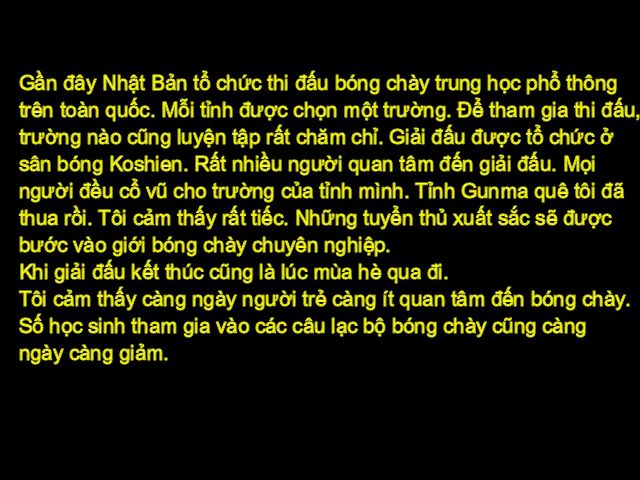 Gần đây Nhật Bản tổ chức thi đấu bóng chày trung học phổ thông
trên toàn quốc. Mỗi tỉnh được chọn một trường. Để tham gia thi đấu,
trường nào cũng luyện tập rất chăm chỉ. Giải đấu được tổ chức ở
sân bóng Koshien. Rất nhiều người quan tâm đến giải đấu. Mọi
người đều cổ vũ cho trường của tỉnh mình. Tỉnh Gunma quê tôi đã
thua rồi. Tôi cảm thấy rất tiếc. Những tuyển thủ xuất sắc sẽ được
bước vào giới bóng chày chuyên nghiệp.
Khi giải đấu kết thúc cũng là lúc mùa hè qua đi.
Tôi cảm thấy càng ngày người trẻ càng ít quan tâm đến bóng chày.
Số học sinh tham gia vào các câu lạc bộ bóng chày cũng càng
ngày càng giảm.